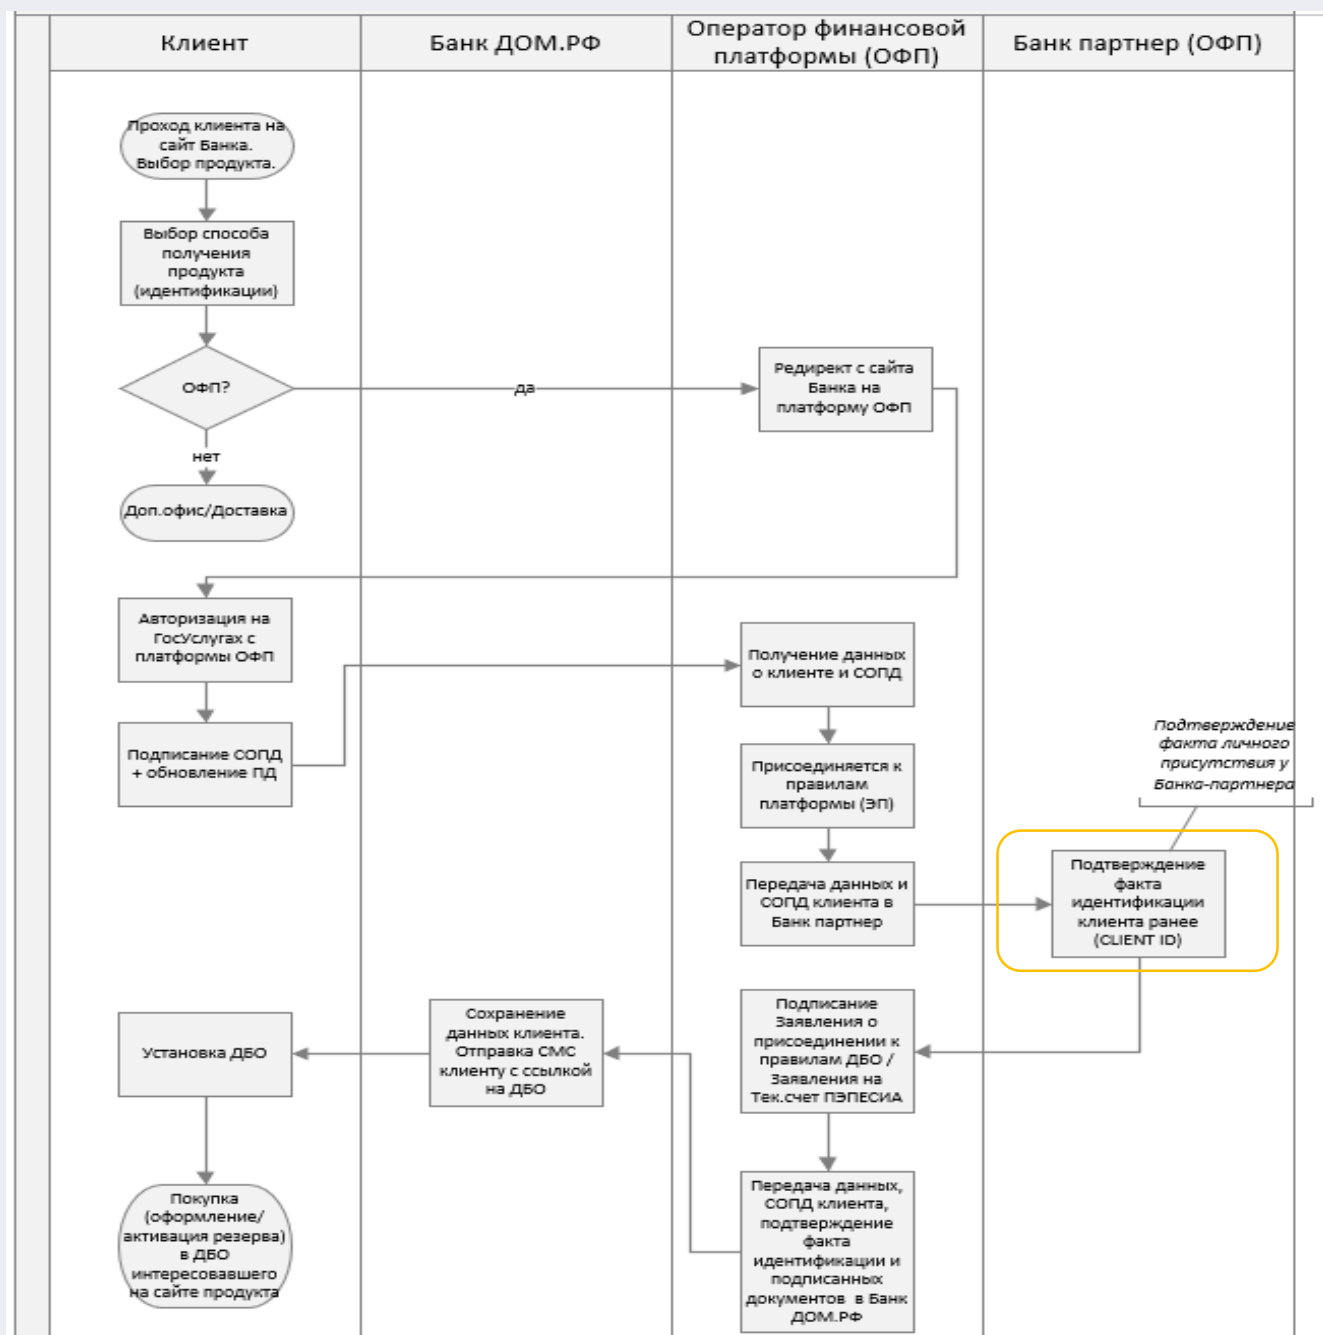 Клиент
Банк ДОМ.РФ
Оператор финансовой
платформы (ОФП)
Банк партнер (ОФП)
Проход клиента на
сайт Банка.
Выбор продукта.
Выбор способа
получения
продукта
(идентификации)
ОФП?
да
Редирект с сайта
Банка на
платформу ОФП
нет
Доп.офис/Доставка
Авторизация на
ГосУслугах с
платформы ОФП
Подписание СОПД
+ обновление ПД
Получение данных
о клиенте и СОПД
Присоединяется к
правилам
платформы (ЭП)
Передача данных и
СОПД клиента в
Банк партнер
Подтверждение
факта личного
присутствия у
Банка-партнера
Подтверждение
факта
идентификации
клиента ранее
(CLIENT ID)
Подписание
Заявления о
присоединении к
правилам ДБО /
Заявления на
Тек.счет ПЭПЕСИА
Сохранение
данных клиента.
Отправка СМС
клиенту с ссылкой
на ДБО
Установка ДБО
Передача данных,
СОПД клиента,
подтверждение
факта
идентификации и
подписанных
документов в Банк
ДОМ.РФ
Покупка
(оформление/
активация резерва)
в ДБО
интересовавшего
на сайте продукта